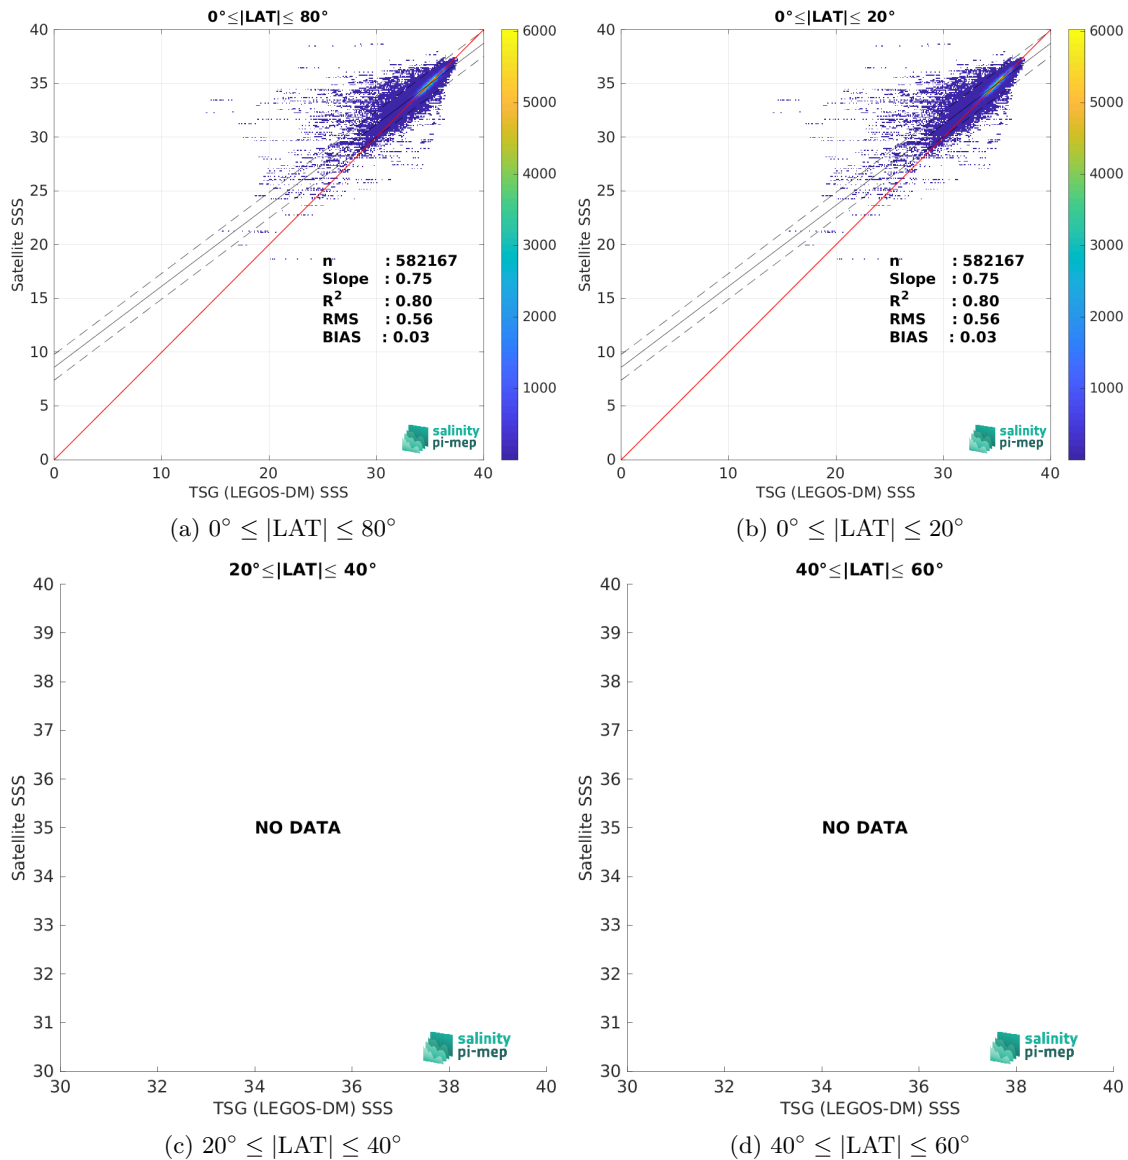 0°≤|LAT|≤ 80°
40
35
30
25
20
15
10
5
0
0
10
20
30
40
Satellite SSS
TSG (LEGOS-DM) SSS
n : 582167
Slope : 0.75
R² : 0.80
RMS : 0.56
BIAS : 0.03
salinity
pi-mep
6000
5000
4000
3000
2000
1000
(a) 0° ≤ |LAT| ≤ 80°
0°≤|LAT|≤ 20°
40
35
30
25
20
15
10
5
0
0
10
20
30
40
Satellite SSS
TSG (LEGOS-DM) SSS
n : 582167
Slope : 0.75
R² : 0.80
RMS : 0.56
BIAS : 0.03
salinity
pi-mep
6000
5000
4000
3000
2000
1000
(b) 0° ≤ |LAT| ≤ 20°
20°≤|LAT|≤ 40°
40
39
38
37
36
35
34
33
32
31
30
30
32
34
36
38
40
Satellite SSS
NO DATA
salinity
pi-mep
TSG (LEGOS-DM) SSS
(c) 20° ≤ |LAT| ≤ 40°
40°≤|LAT|≤ 60°
40
39
38
37
36
35
34
33
32
31
30
30
32
34
36
38
40
Satellite SSS
NO DATA
salinity
pi-mep
TSG (LEGOS-DM) SSS
(d) 40° ≤ |LAT| ≤ 60°